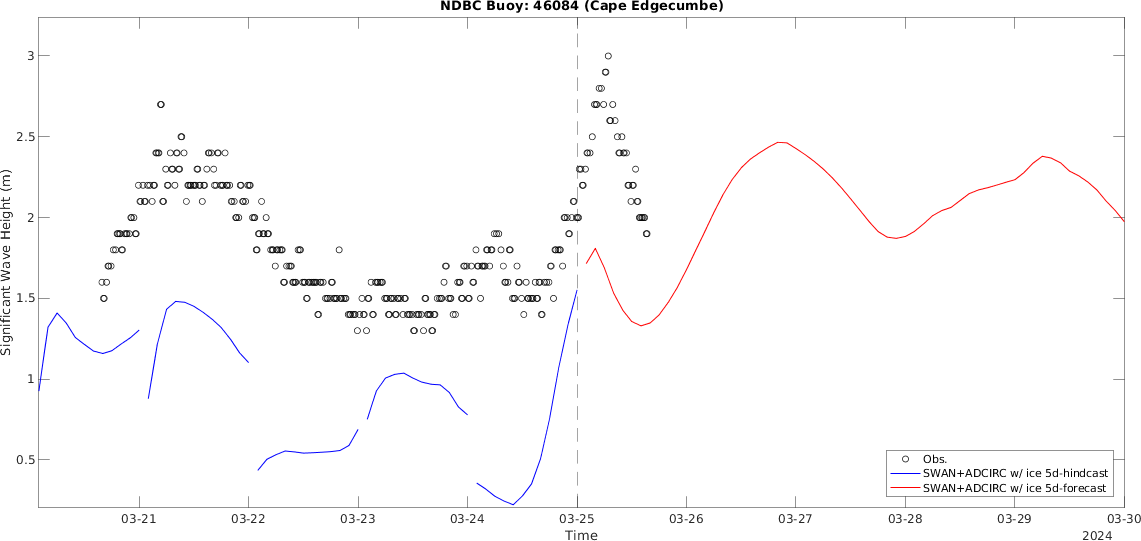 NDBC Buoy: 46084 (Cape Edgecumbe)
Significant Wave Height (m)
3
2.5
2
1.5
1
0.5
Obs.
SWAN+ADCIRC w/ ice 5d-hindcast
SWAN+ADCIRC w/ ice 5d-forecast
03-21 03-22 03-23 03-24 03-25 03-26 03-27 03-28 03-29 03-30
Time
2024